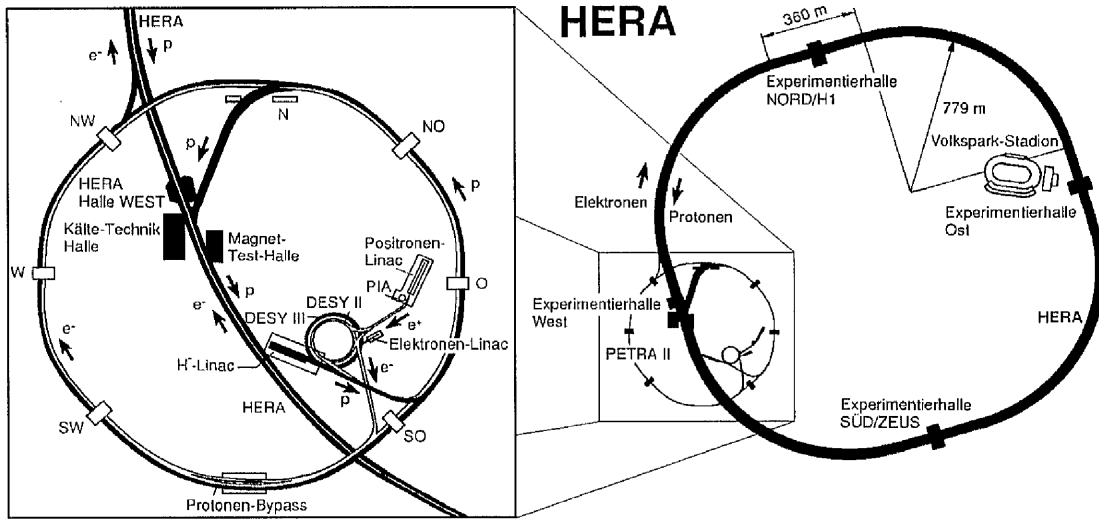 HERA
HERA
p
e-
NW
N
NO
p
HERA
Halle WEST
p
Kälte-Technik
Halle
Magnet-
Test-Halle
Positronen-
Linac
W
PIA
O
p
e-
DESY II
DESY III
e+
Elektronen-Linac
e-
H--Linac
e-
p
HERA
SW
SO
Protonen-Bypass
360 m
Experimentierhalle
NORD/H1
779 m
Volkspark-Stadion
Elektronen
Protonen
Experimentierhalle
Ost
Experimentierhalle
West
HERA
PETRA II
Experimentierhalle
SÜD/ZEUS